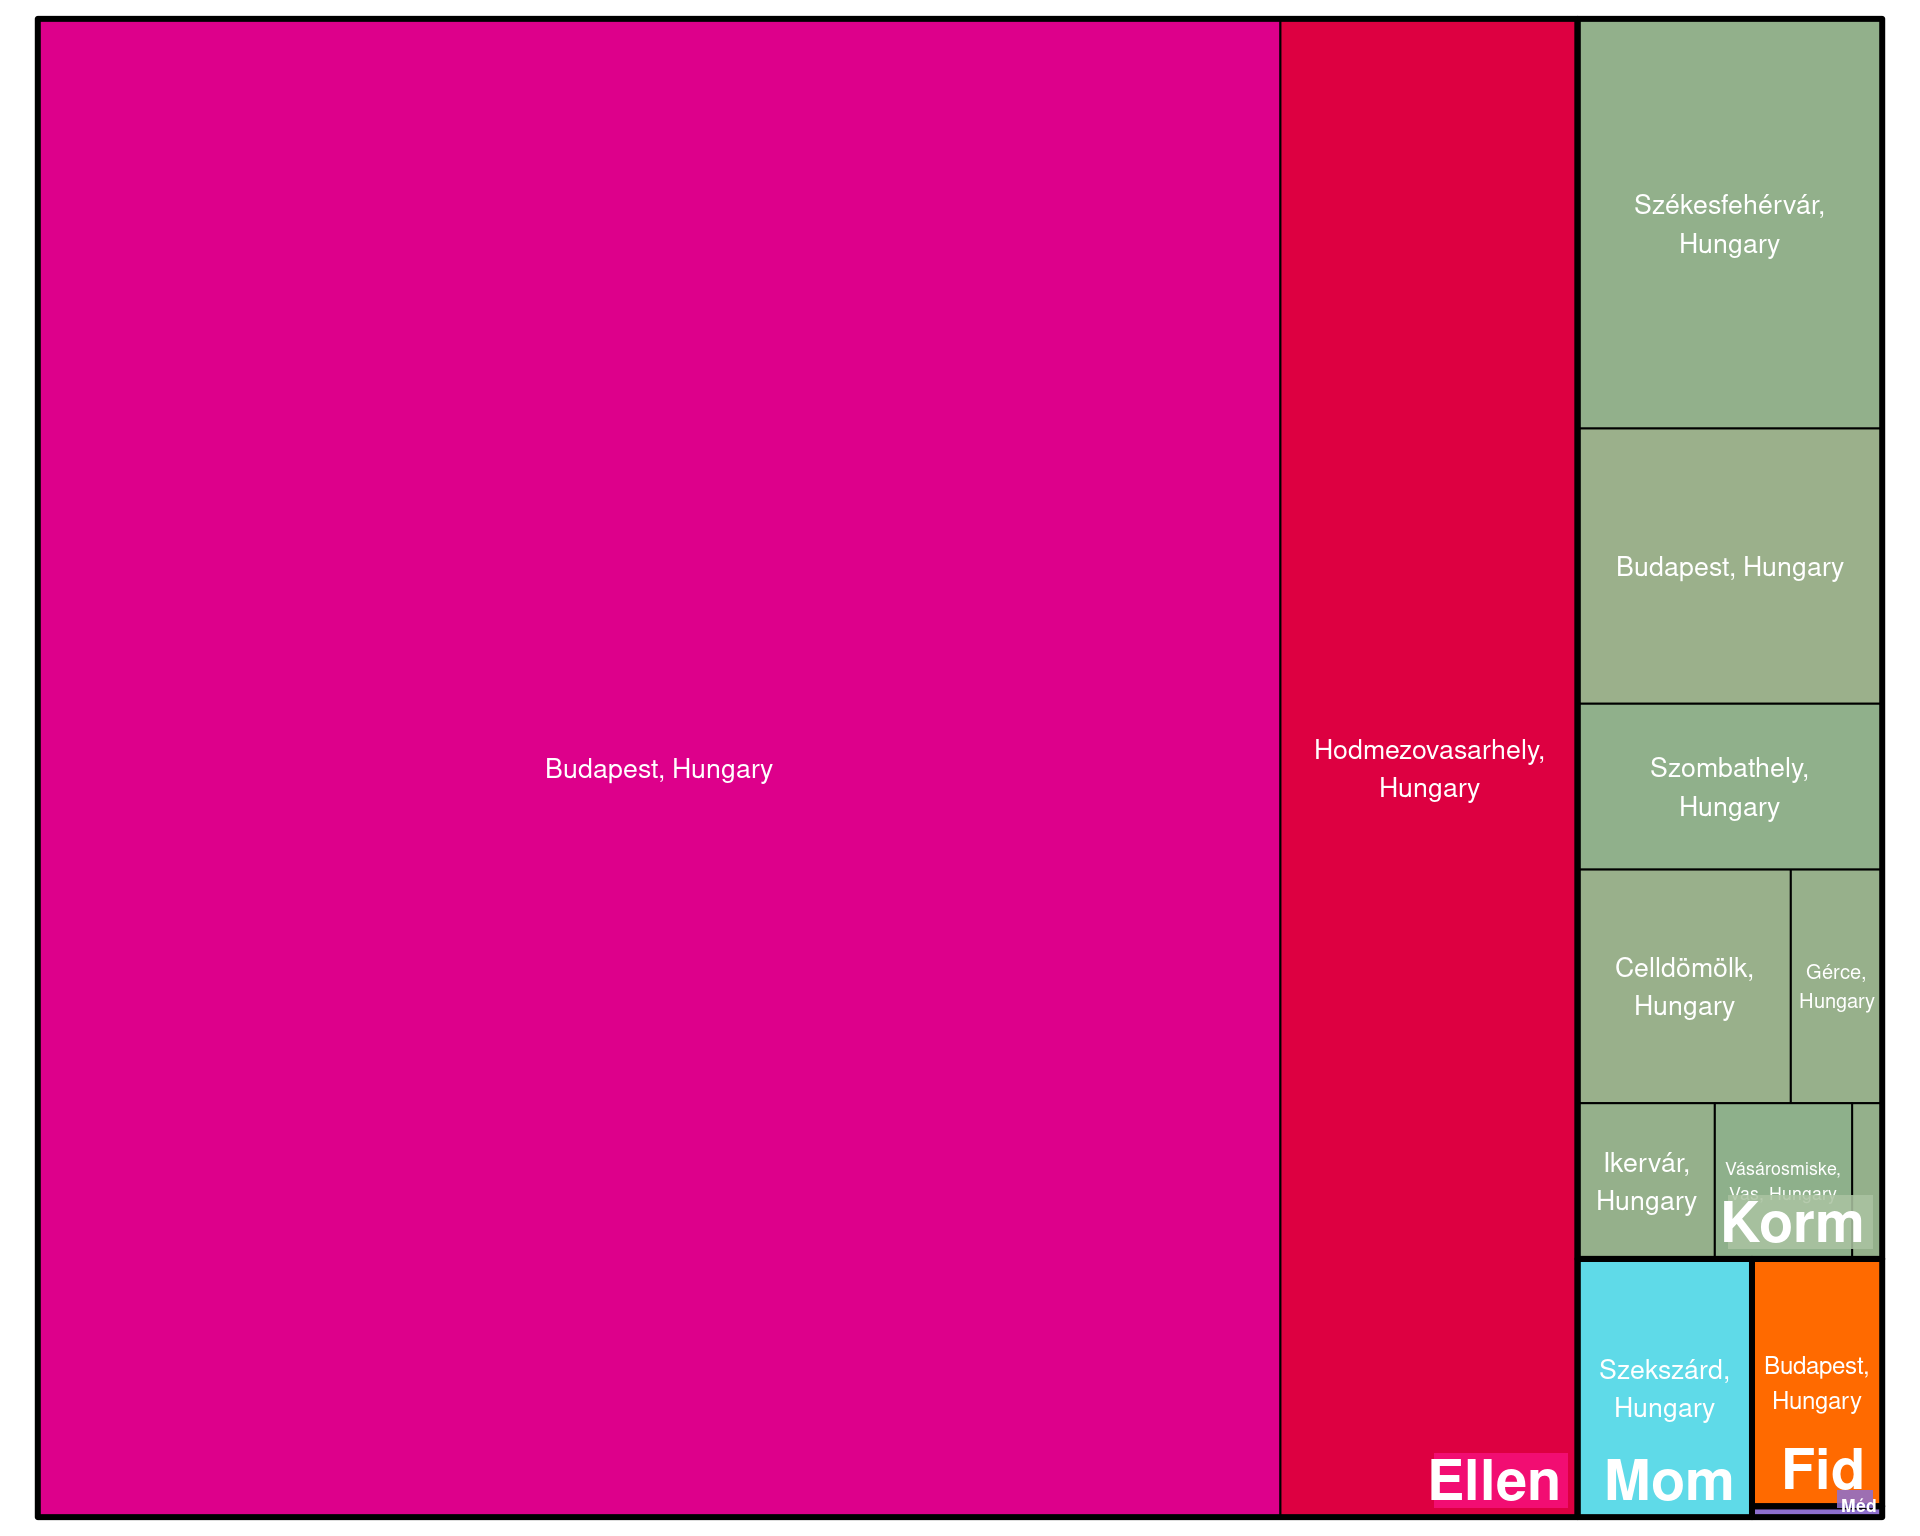 Budapest, Hungary
Hodmezovasarhely,
Hungary
Ellen
Székesfehérvár,
Hungary
Budapest, Hungary
Szombathely,
Hungary
Celldömölk,
Hungary
Gérce,
Hungary
Ikervár,
Hungary
Vásárosmiske,
Vas, Hungary
Korm
Szekszárd,
Hungary
Mom
Budapest,
Hungary
Fid
Méd